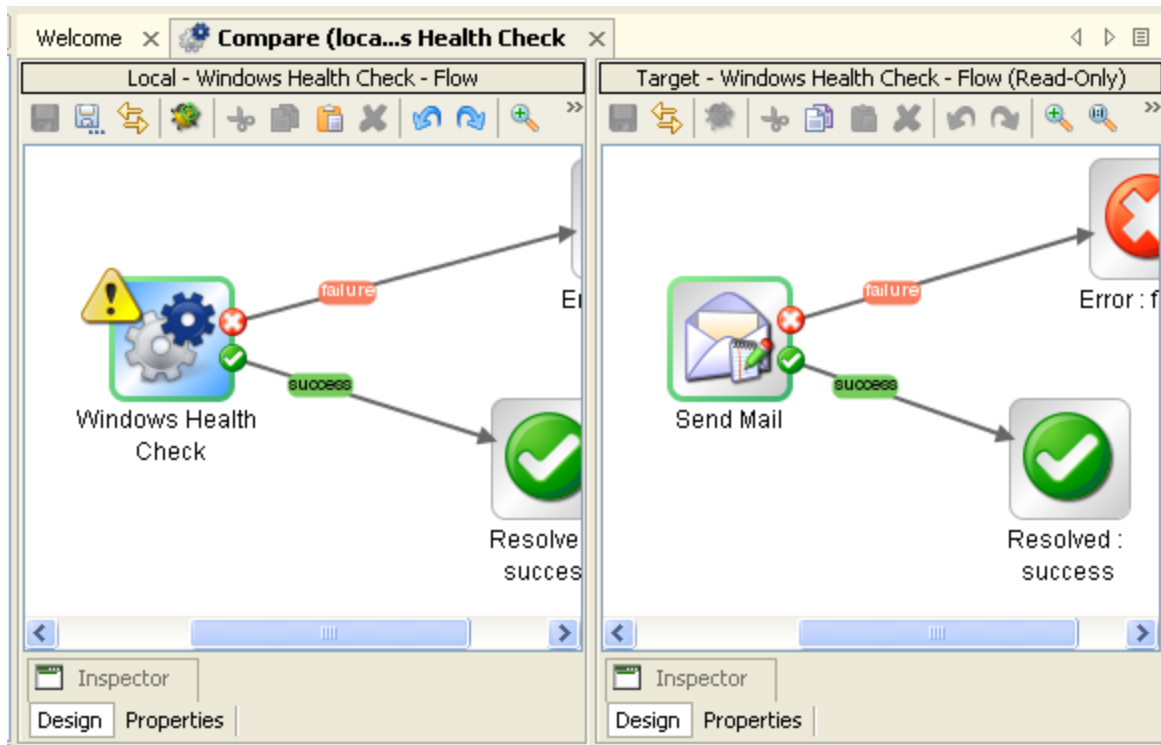 Welcome
Compare (loca...s Health Check
Local - Windows Health Check - Flow
Target - Windows Health Check - Flow (Read-Only)
failure
success
Windows Health
Check
Er
Resolve
succes
failure
success
Send Mail
Error : f
Resolved :
success
Inspector
Design Properties
Inspector
Design Properties